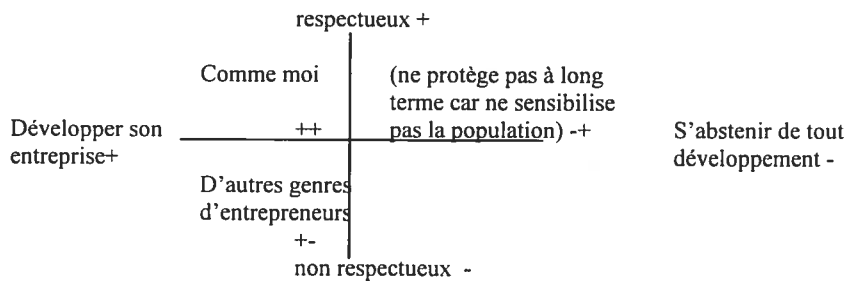 respectueux +
Comme moi
(ne protège pas à long
terme car ne sensibilise
pas la population) -+
Développer son
entreprise+
++
S'abstenir de tout
développement -
D'autres genres
d'entrepreneurs
+-
non respectueux -